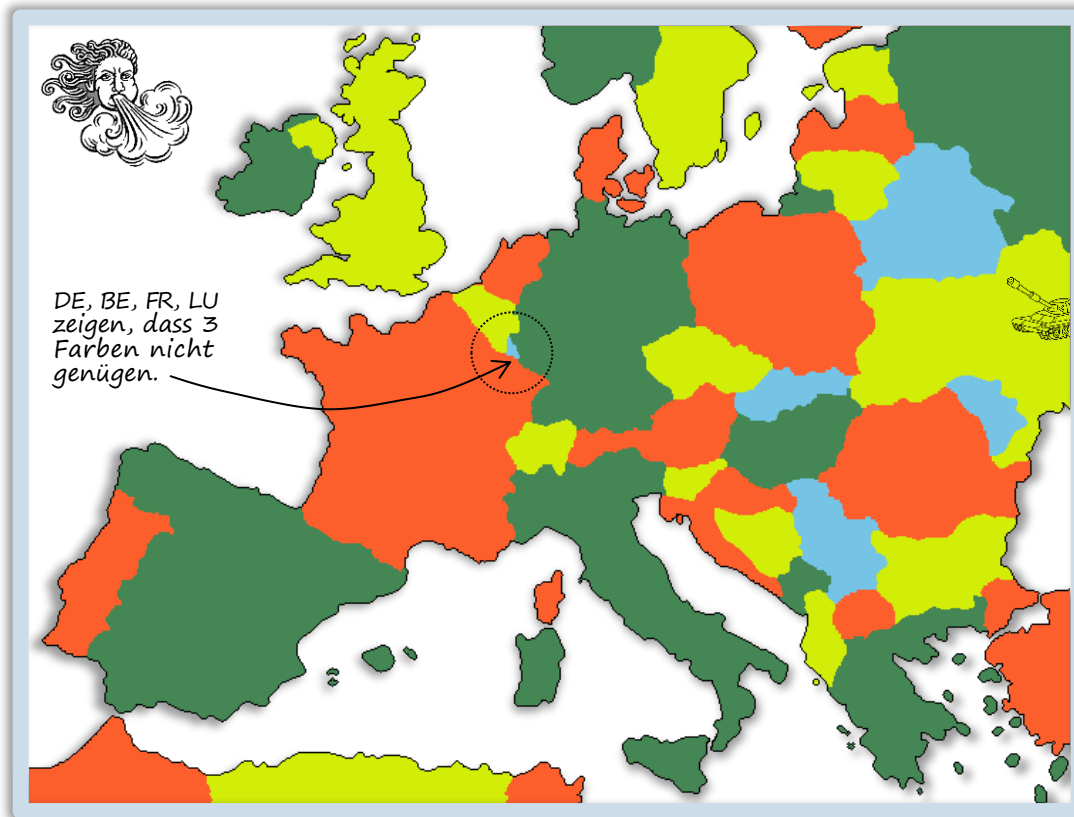 DE, BE, FR, LU
zeigen, dass 3
Farben nicht
genügen.